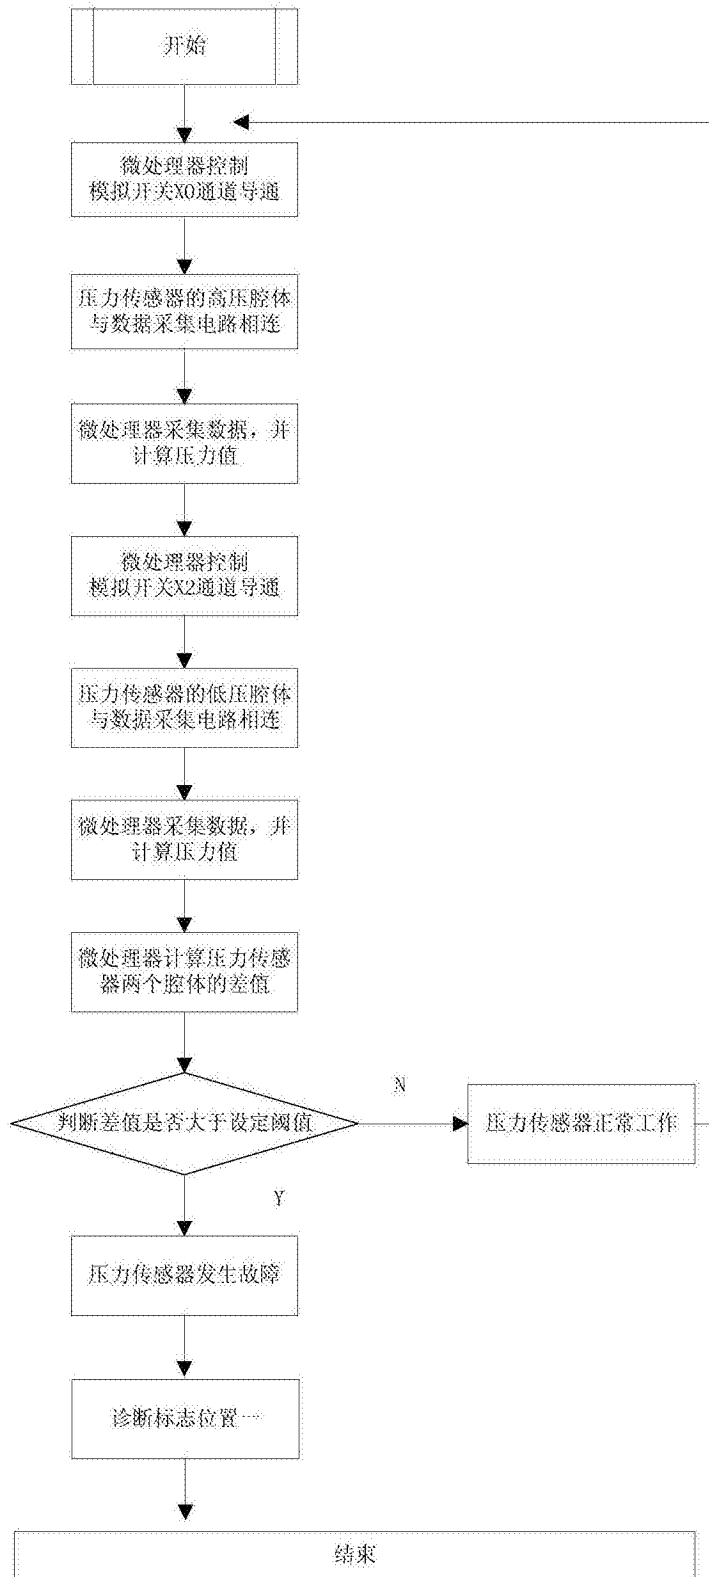 开始
微处理器控制
模拟开关X0通道导通
压力传感器的高压腔体
与数据采集电路相连
微处理器采集数据，并
计算压力值
微处理器控制
模拟开关X2通道导通
压力传感器的低压腔体
与数据采集电路相连
微处理器采集数据，并
计算压力值
微处理器计算压力传感
器两个腔体的差值
判断差值是否大于设定阈值
N
压力传感器正常工作
Y
压力传感器发生故障
诊断标志位置一
结束